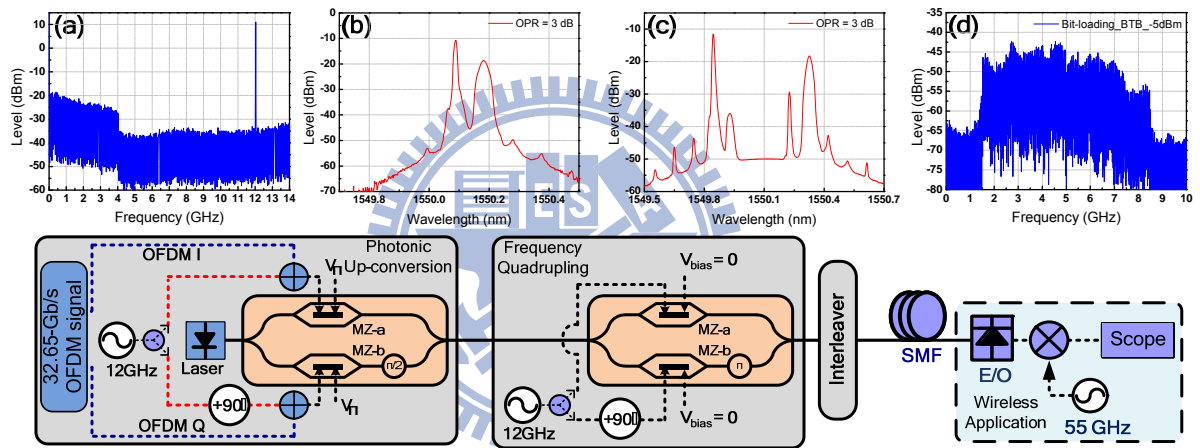 (a)
10
0
-10
-20
-30
-40
-50
-60
0 1 2 3 4 5 6 7 8 9 10 11 12 13 14
Level (dBm)
Frequency (GHz)
(b)
OPR = 3 dB
0
-10
-20
-30
-40
-50
-60
-70
1549.8 1550.0 1550.2 1550.4
Level (dBm)
Wavelength (nm)
(c)
OPR = 3 dB
0
-10
-20
-30
-40
-50
-60
1549.5 1549.8 1550.1 1550.4 1550.7
Level (dBm)
Wavelength (nm)
(d)
Bit-loading_BTB_-5dBm
-35
-40
-45
-50
-55
-60
-65
-70
-75
-80
0 1 2 3 4 5 6 7 8 9 10
Level (dBm)
Frequency (GHz)
ES
32.65-Gb/s
OFDM signal
OFDM I
12GHz
Laser
+90▯
OFDM Q
VΠ
Photonic
Up-conversion
MZ-a
MZ-b
Π/2
VΠ
Frequency
Quadrupling
12GHz
+90▯
Vbias = 0
MZ-a
MZ-b
Π
Vbias = 0
Interleaver
SMF
E/O
Scope
Wireless
Application
55 GHz